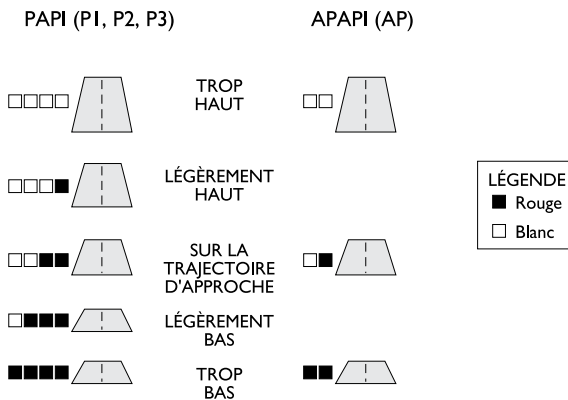 PAPI (P1, P2, P3)
APAPI (AP)
TROP
HAUT
LÉGÈREMENT
HAUT
SUR LA
TRAJECTOIRE
D'APPROCHE
LÉGÈREMENT
BAS
TROP
BAS
LÉGENDE
Rouge
Blanc